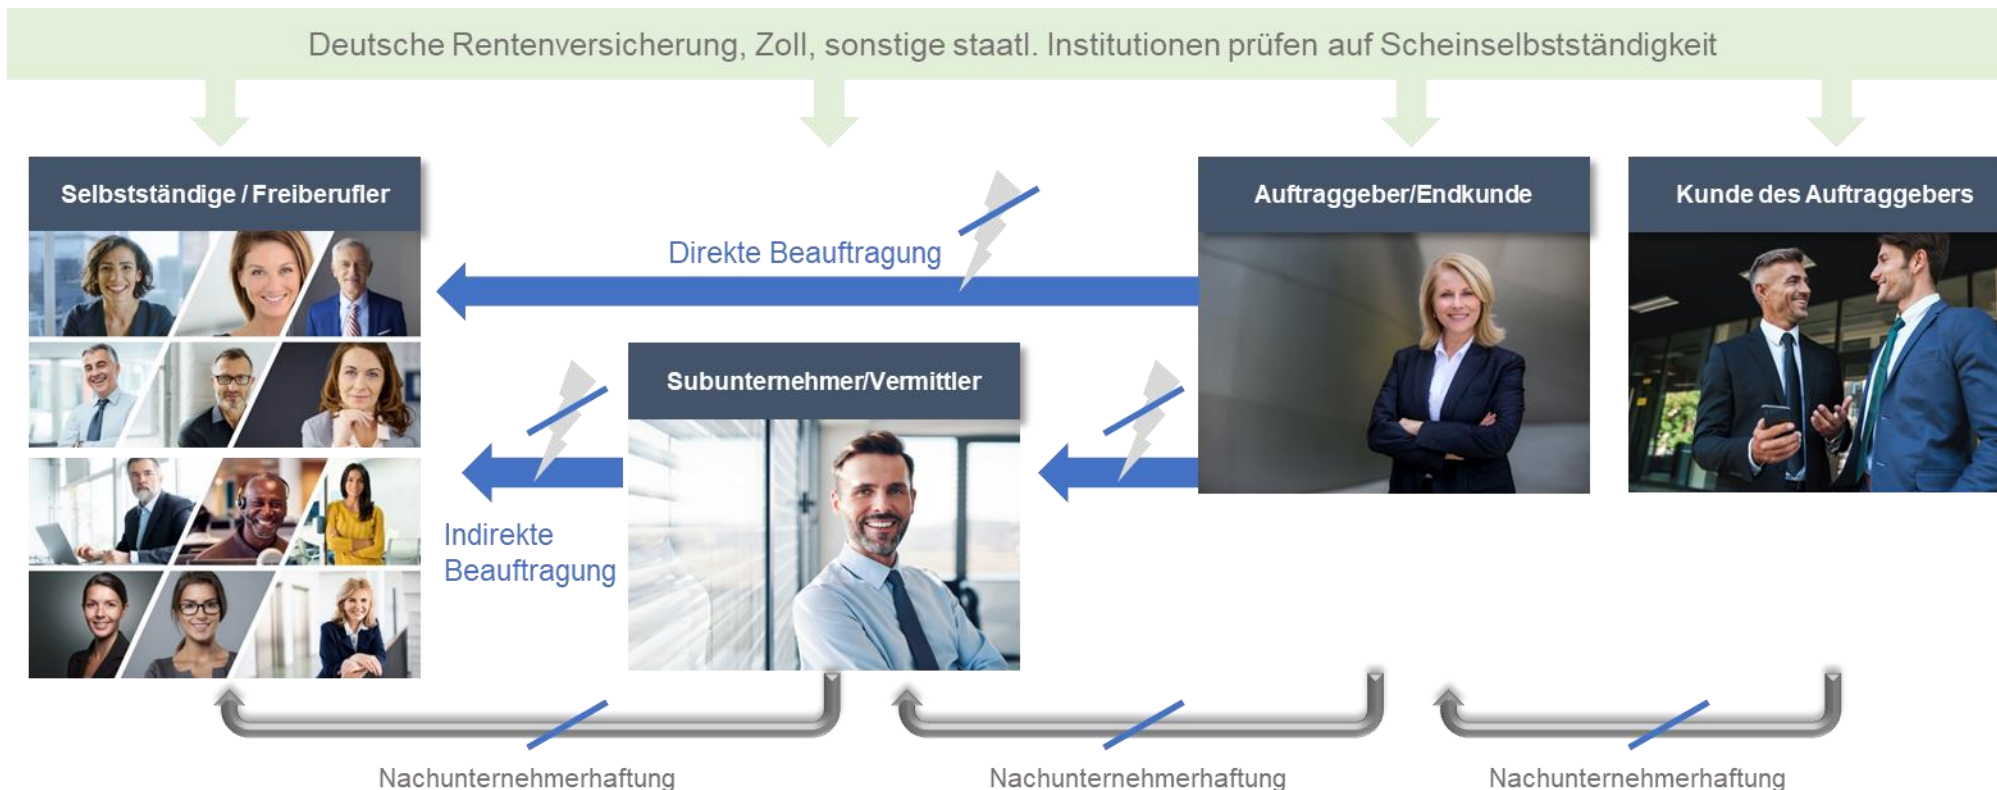 Deutsche Rentenversicherung, Zoll, sonstige staatl. Institutionen prüfen auf Scheinselbstständigkeit
Selbstständige / Freiberufler
Auftraggeber/Endkunde
Kunde des Auftraggebers
Direkte Beauftragung
Subunternehmer/Vermittler
Indirekte
Beauftragung
Nachunternehmerhaftung
Nachunternehmerhaftung
Nachunternehmerhaftung